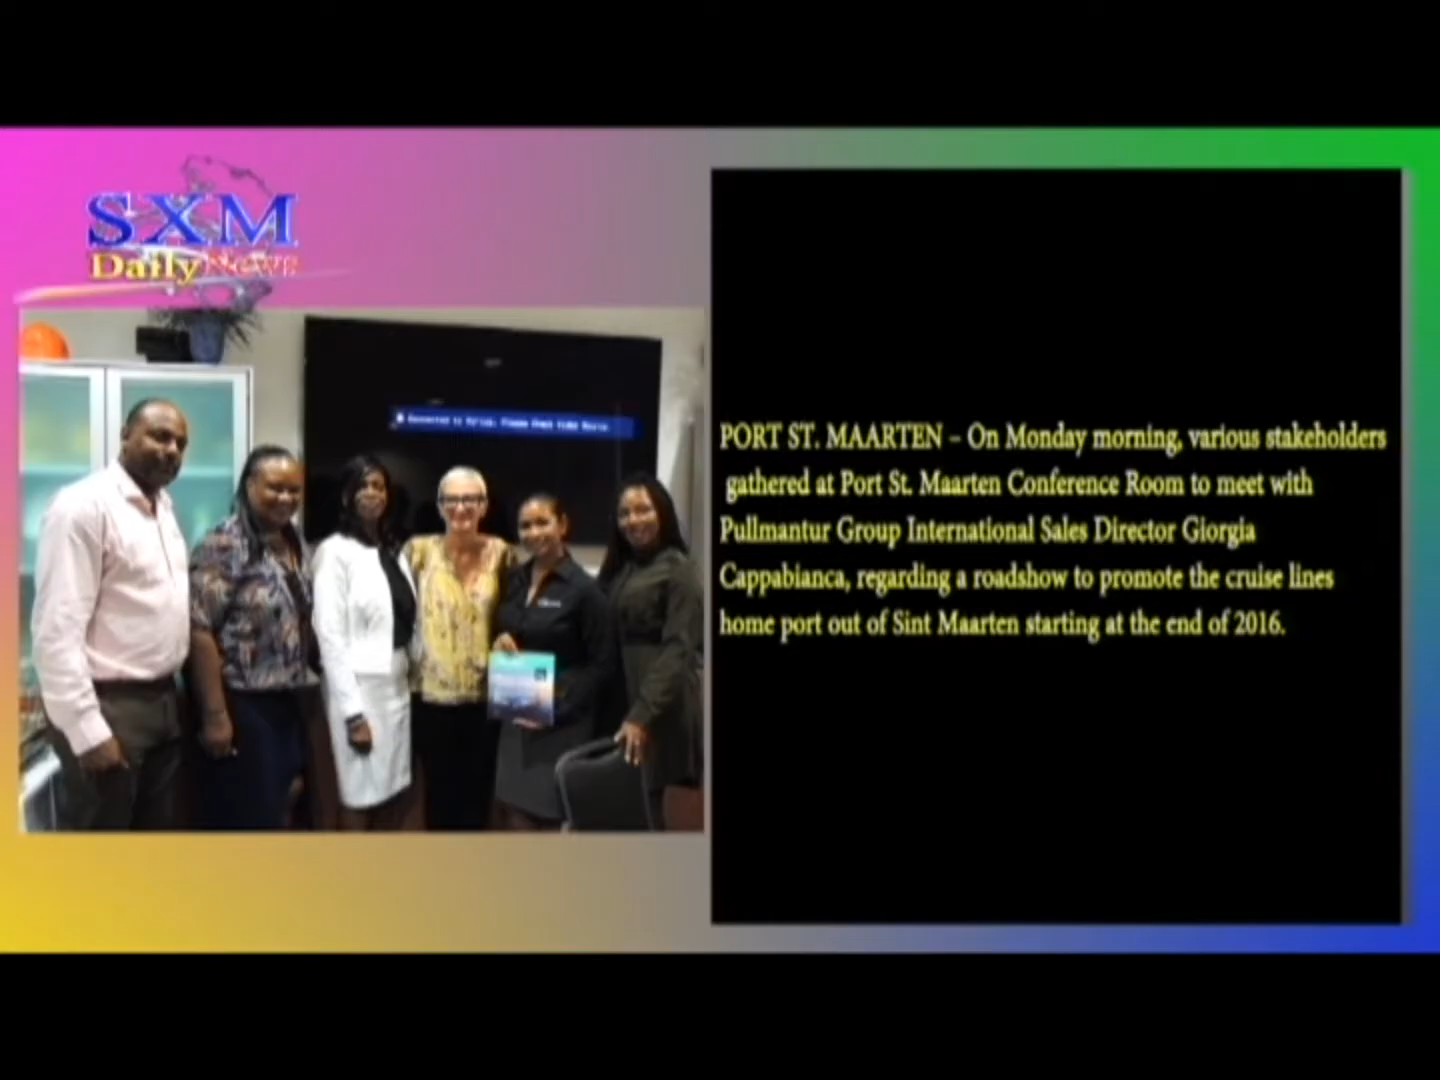 SXM
Daily News
PORT ST. MAARTEN – On Monday morning, various stakeholders
gathered at Port St. Maarten Conference Room to meet with
Pullmantur Group International Sales Director Giorgia
Cappabianca, regarding a roadshow to promote the cruise lines
home port out of Sint Maarten starting at the end of 2016.